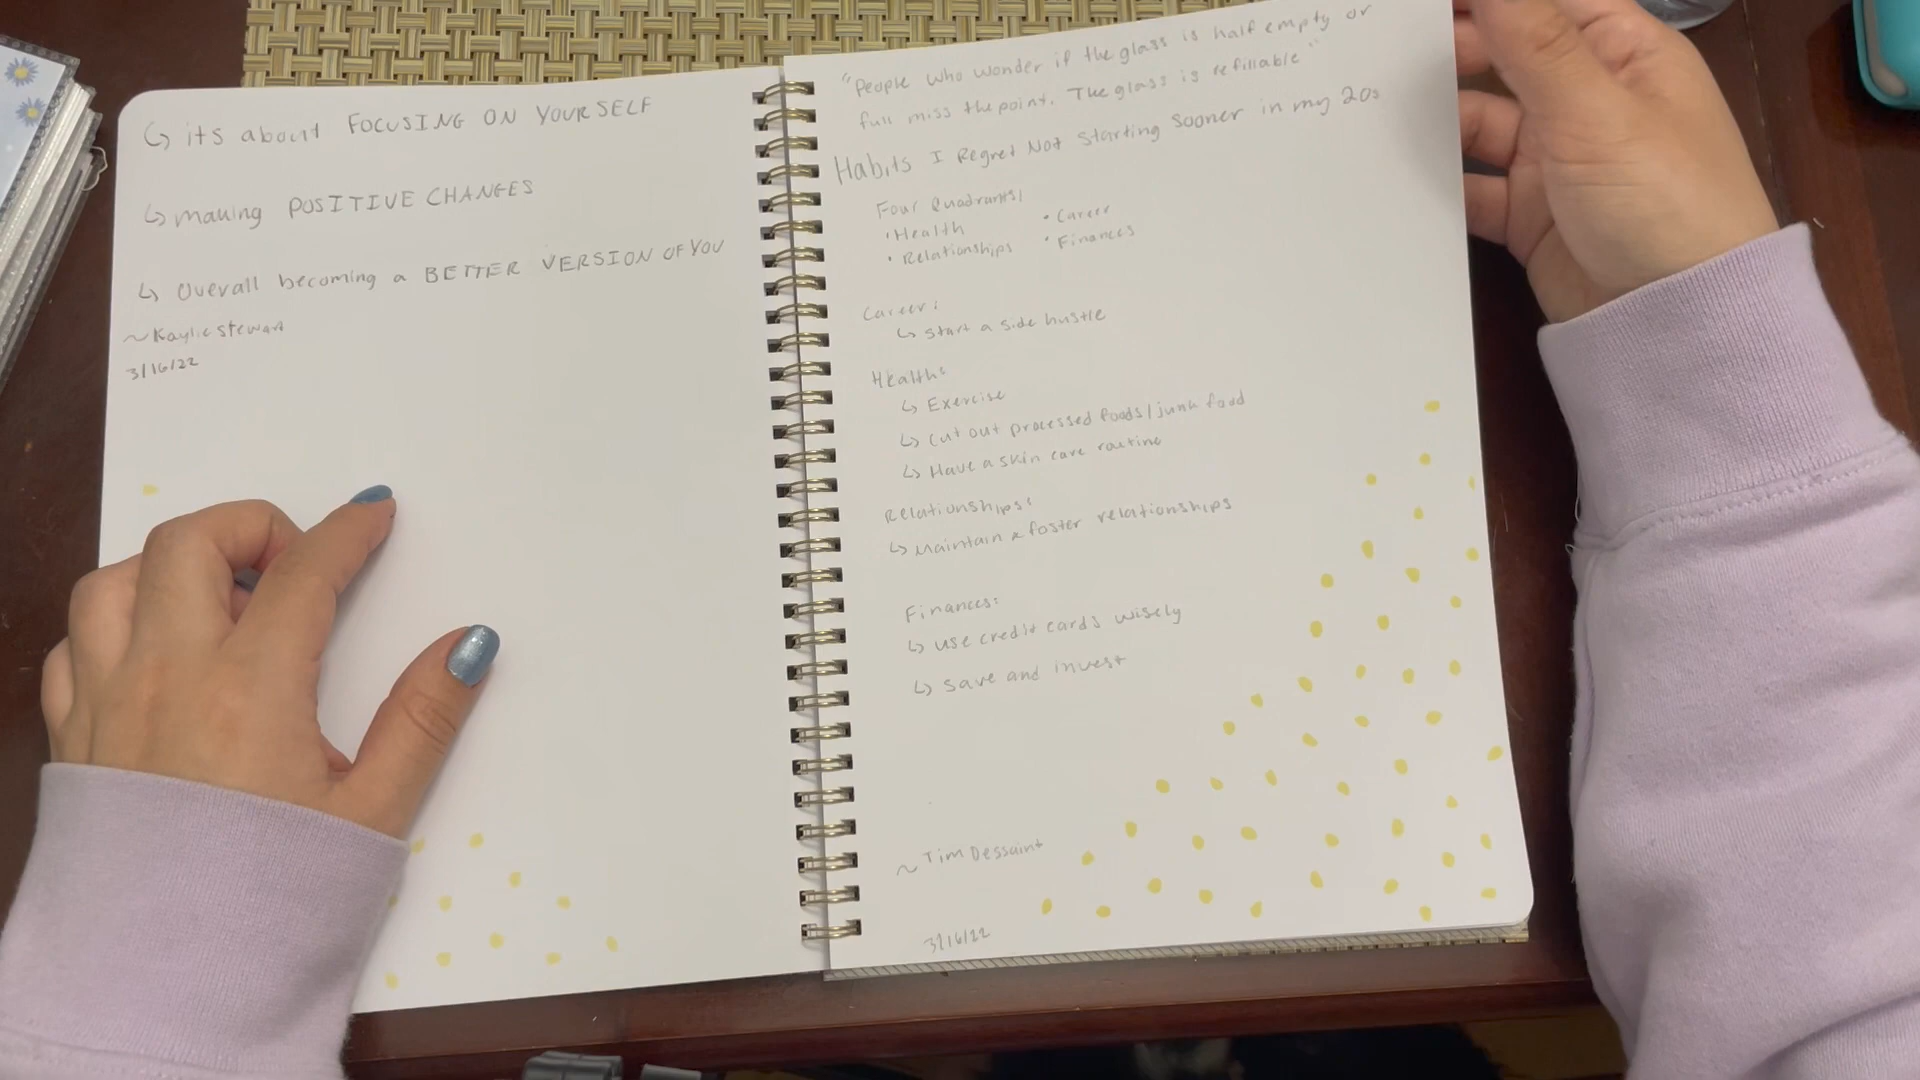 ↳ its about FOCUSING ON YOURSELF
↳ making POSITIVE CHANGES
↳ Overall becoming a BETTER VERSION OF YOU
~ Kaylie Stewart
3/16/22
"People who wonder if the glass is half empty or
full miss the point. The glass is refillable"
Habits I Regret Not Starting Sooner in my 20s
Four Quadrants:
• Health
• Career
• Relationships
• Finances
Career:
↳ Start a side hustle
Health:
↳ Exercise
↳ Cut out processed foods/junk food
↳ Have a skin care routine
Relationships:
↳ Maintain & foster relationships
Finances:
↳ use credit cards wisely
↳ Save and invest
~ Tim Dessaint
3/16/22